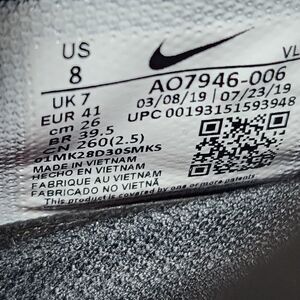 US
8
VL
AO7946-006
UK 7
03/08/19 | 07/23/19
EUR 41
UPC 00193151593948
cm 26
BR 39.5
CN 260(2.5)
01MK28D30SMKS
MADE IN VIETNAM
HECHO EN VIETNAM
FABRIQUE AU VIETNAM
FABRICADO NO VIETNÃ
This product is covered by one or more patents